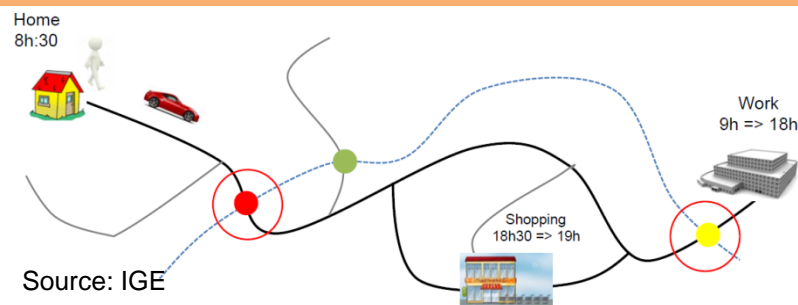 Home
8h:30
Work
9h => 18h
Shopping
18h30 => 19h
Source: IGE